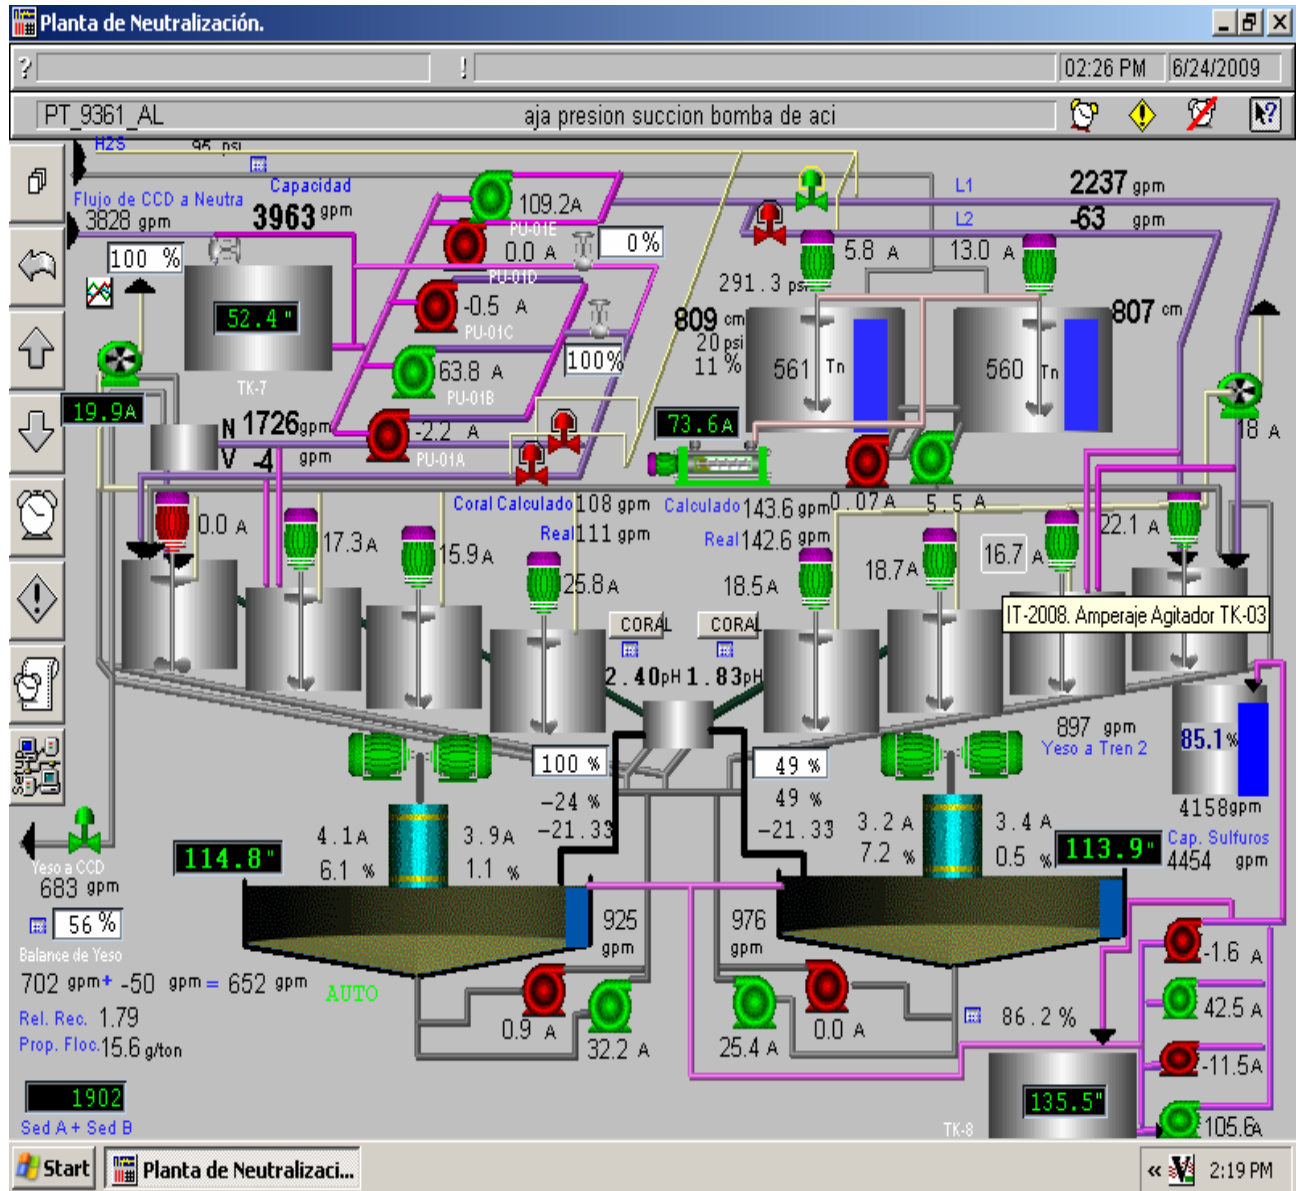 Planta de Neutralización.
? ! 02:26 PM 6/24/2009
PT_9361_AL aja presion succion bomba de aci
H2S 95 psi
Capacidad
Flujo de CCD a Neutra
3828 gpm 3963 gpm
100 %
109.2A
PU-01E
0.0 A
0%
PU-01D
-0.5 A
PU-01C
52.4"
TK-7
63.8 A
100%
PU-01B
19.9A
N 1726gpm
V -4 gpm
-2.2 A
PU-01A
L1 2237 gpm
L2 -63 gpm
5.8 A 13.0 A
291.3 psi
809 cm
20 psi
11 %
807 cm
561 Tn
560 Tn
73.6A
18 A
0.07 A 5.5 A
Coral Calculado 108 gpm
Real 111 gpm
Calculado 143.6 gpm
Real 142.6 gpm
0.0 A
17.3 A
15.9 A
25.8 A
18.5 A
18.7 A
16.7 A
22.1 A
IT-2008. Amperaje Agitador TK-03
CORAL CORAL
2.40pH 1.83pH
897 gpm
Yeso a Tren 2
85.1%
4158gpm
Cap. Sulfuros
4454 gpm
100 %
-24 %
-21.33
49 %
49 %
-21.33
4.1 A 3.9 A
6.1 % 1.1 %
114.8"
3.2 A 3.4 A
7.2 % 0.5 %
113.9"
Yeso a CCD
683 gpm
56 %
Balance de Yeso
702 gpm + -50 gpm = 652 gpm
AUTO
Rel. Rec. 1.79
Prop. Floc. 15.6 g/ton
1902
Sed A + Sed B
925
gpm
976
gpm
0.9 A
32.2 A
25.4 A
0.0 A
86.2 %
-1.6 A
42.5 A
-11.5A
105.6A
135.5"
TK-8
Setup
Start Planta de Neutralizaci... « 2:19 PM